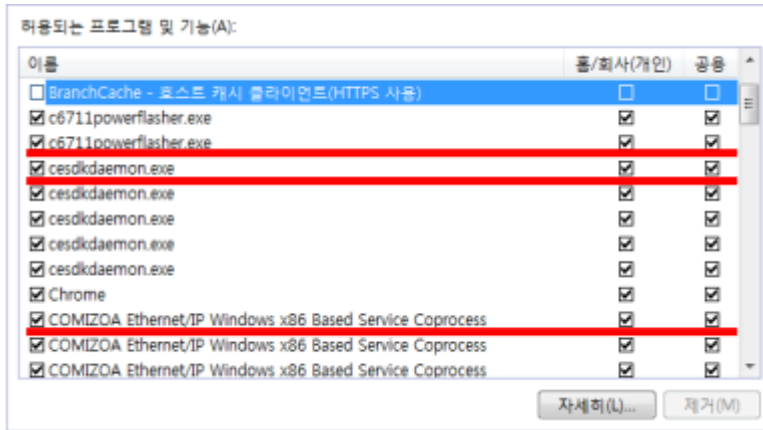 허용되는 프로그램 및 기능(A):
이름 홈/회사(개인) 공용
BranchCache - 호스트 캐시 클라이언트(HTTPS 사용)
c6711powerflasher.exe
c6711powerflasher.exe
cesdkdaemon.exe
cesdkdaemon.exe
cesdkdaemon.exe
cesdkdaemon.exe
cesdkdaemon.exe
Chrome
COMIZOA Ethernet/IP Windows x86 Based Service Coprocess
COMIZOA Ethernet/IP Windows x86 Based Service Coprocess
COMIZOA Ethernet/IP Windows x86 Based Service Coprocess
자세히(L)... 제거(M)